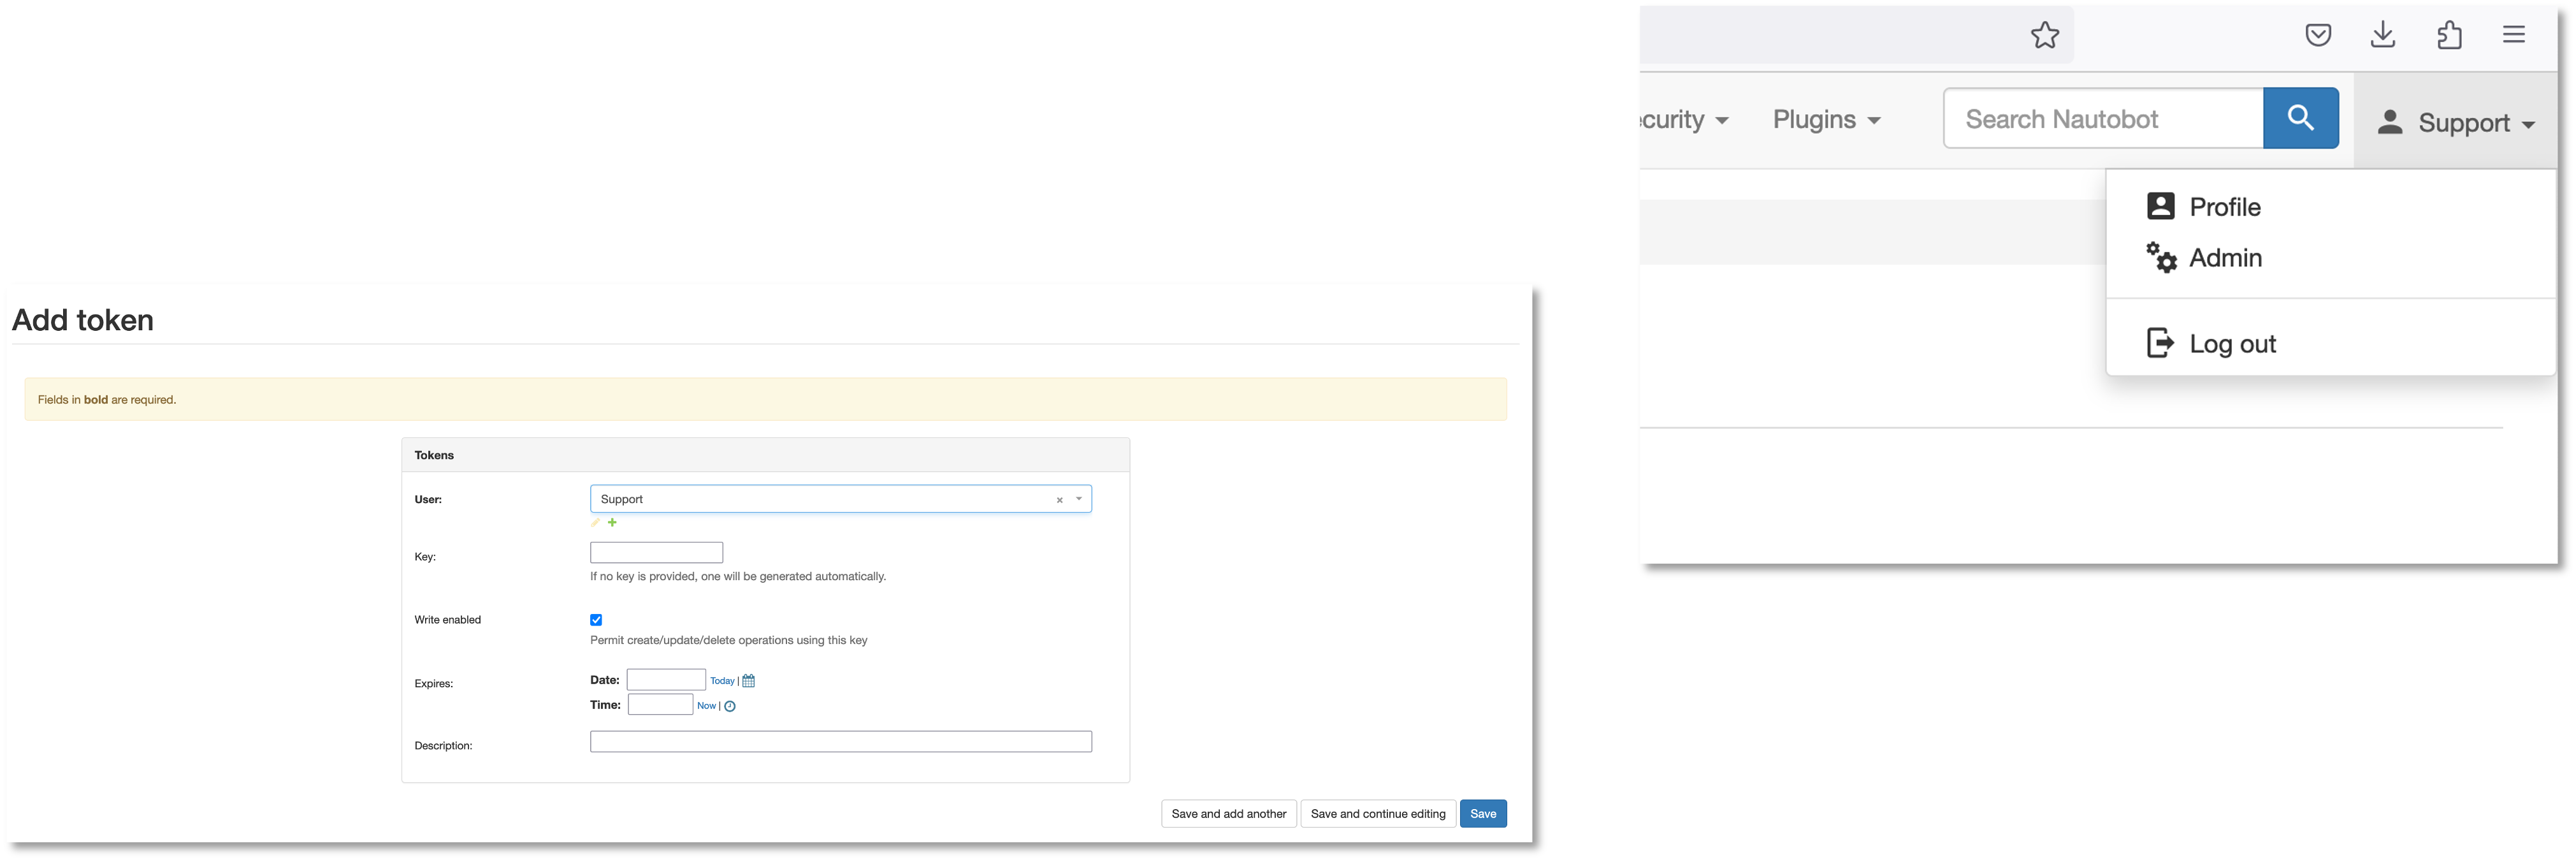 Add token
Fields in bold are required.
Tokens
User: Support
Key:
If no key is provided, one will be generated automatically.
Write enabled
Permit create/update/delete operations using this key
Expires: Date: Today |
Time: Now |
Description:
Save and add another Save and continue editing Save
curity Plugins Search Nautobot Support
Profile
Admin
Log out